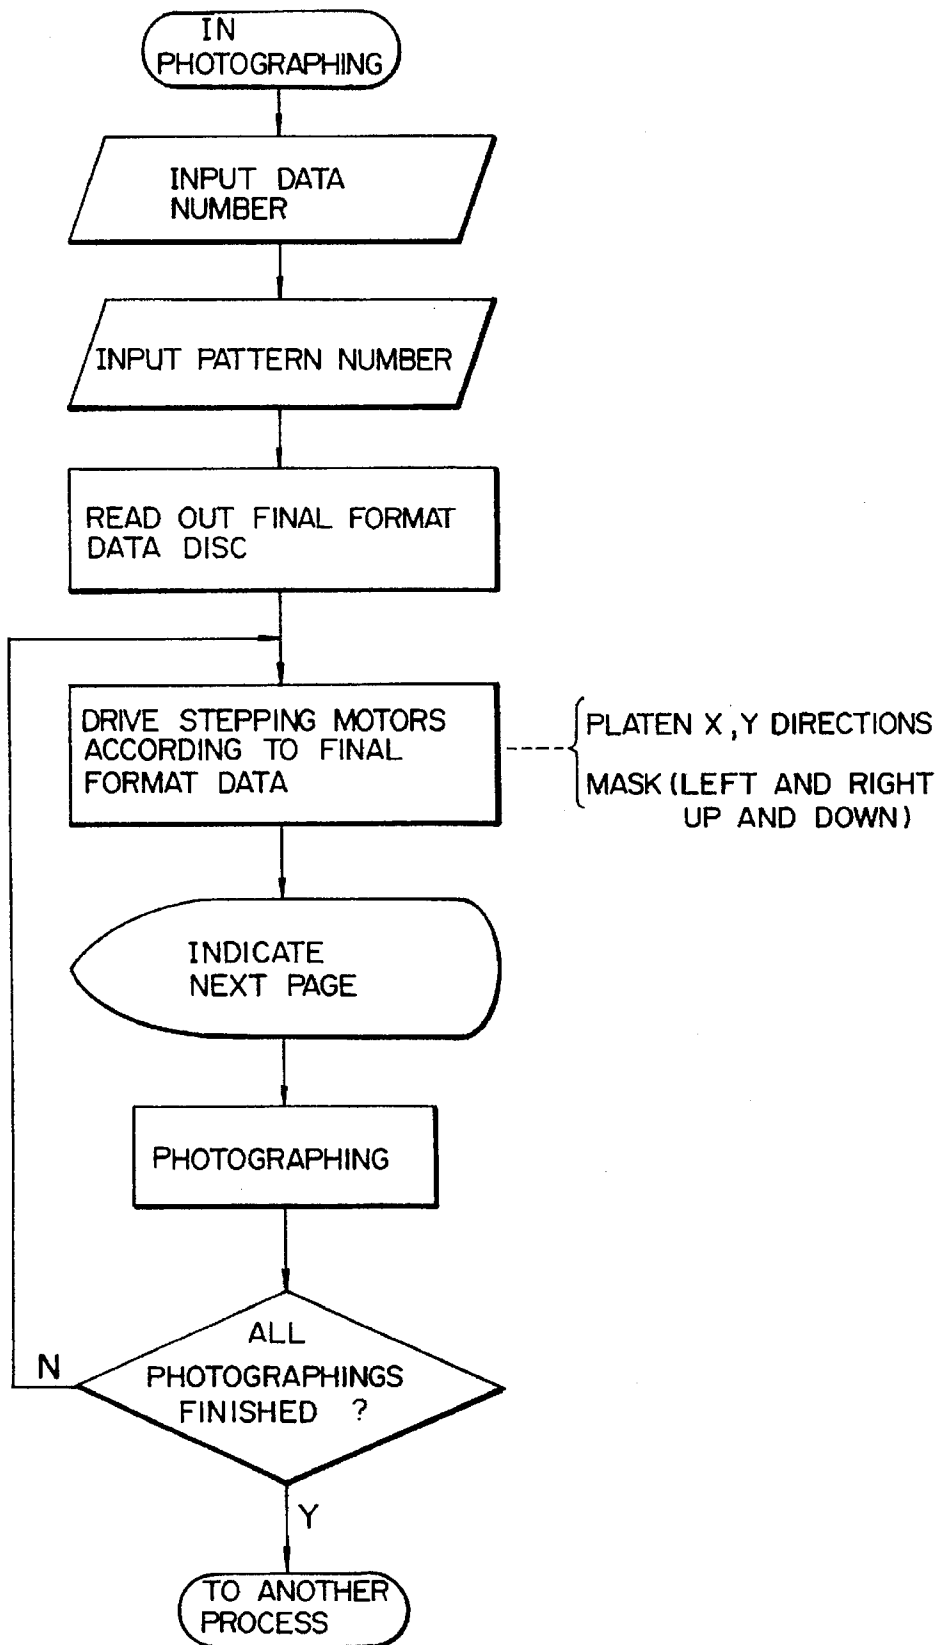 IN
PHOTOGRAPHING
INPUT DATA
NUMBER
INPUT PATTERN NUMBER
READ OUT FINAL FORMAT
DATA DISC
DRIVE STEPPING MOTORS
ACCORDING TO FINAL
FORMAT DATA
PLATEN X, Y DIRECTIONS
MASK (LEFT AND RIGHT
UP AND DOWN)
INDICATE
NEXT PAGE
PHOTOGRAPHING
ALL
PHOTOGRAPHINGS
FINISHED ?
N
Y
TO ANOTHER
PROCESS